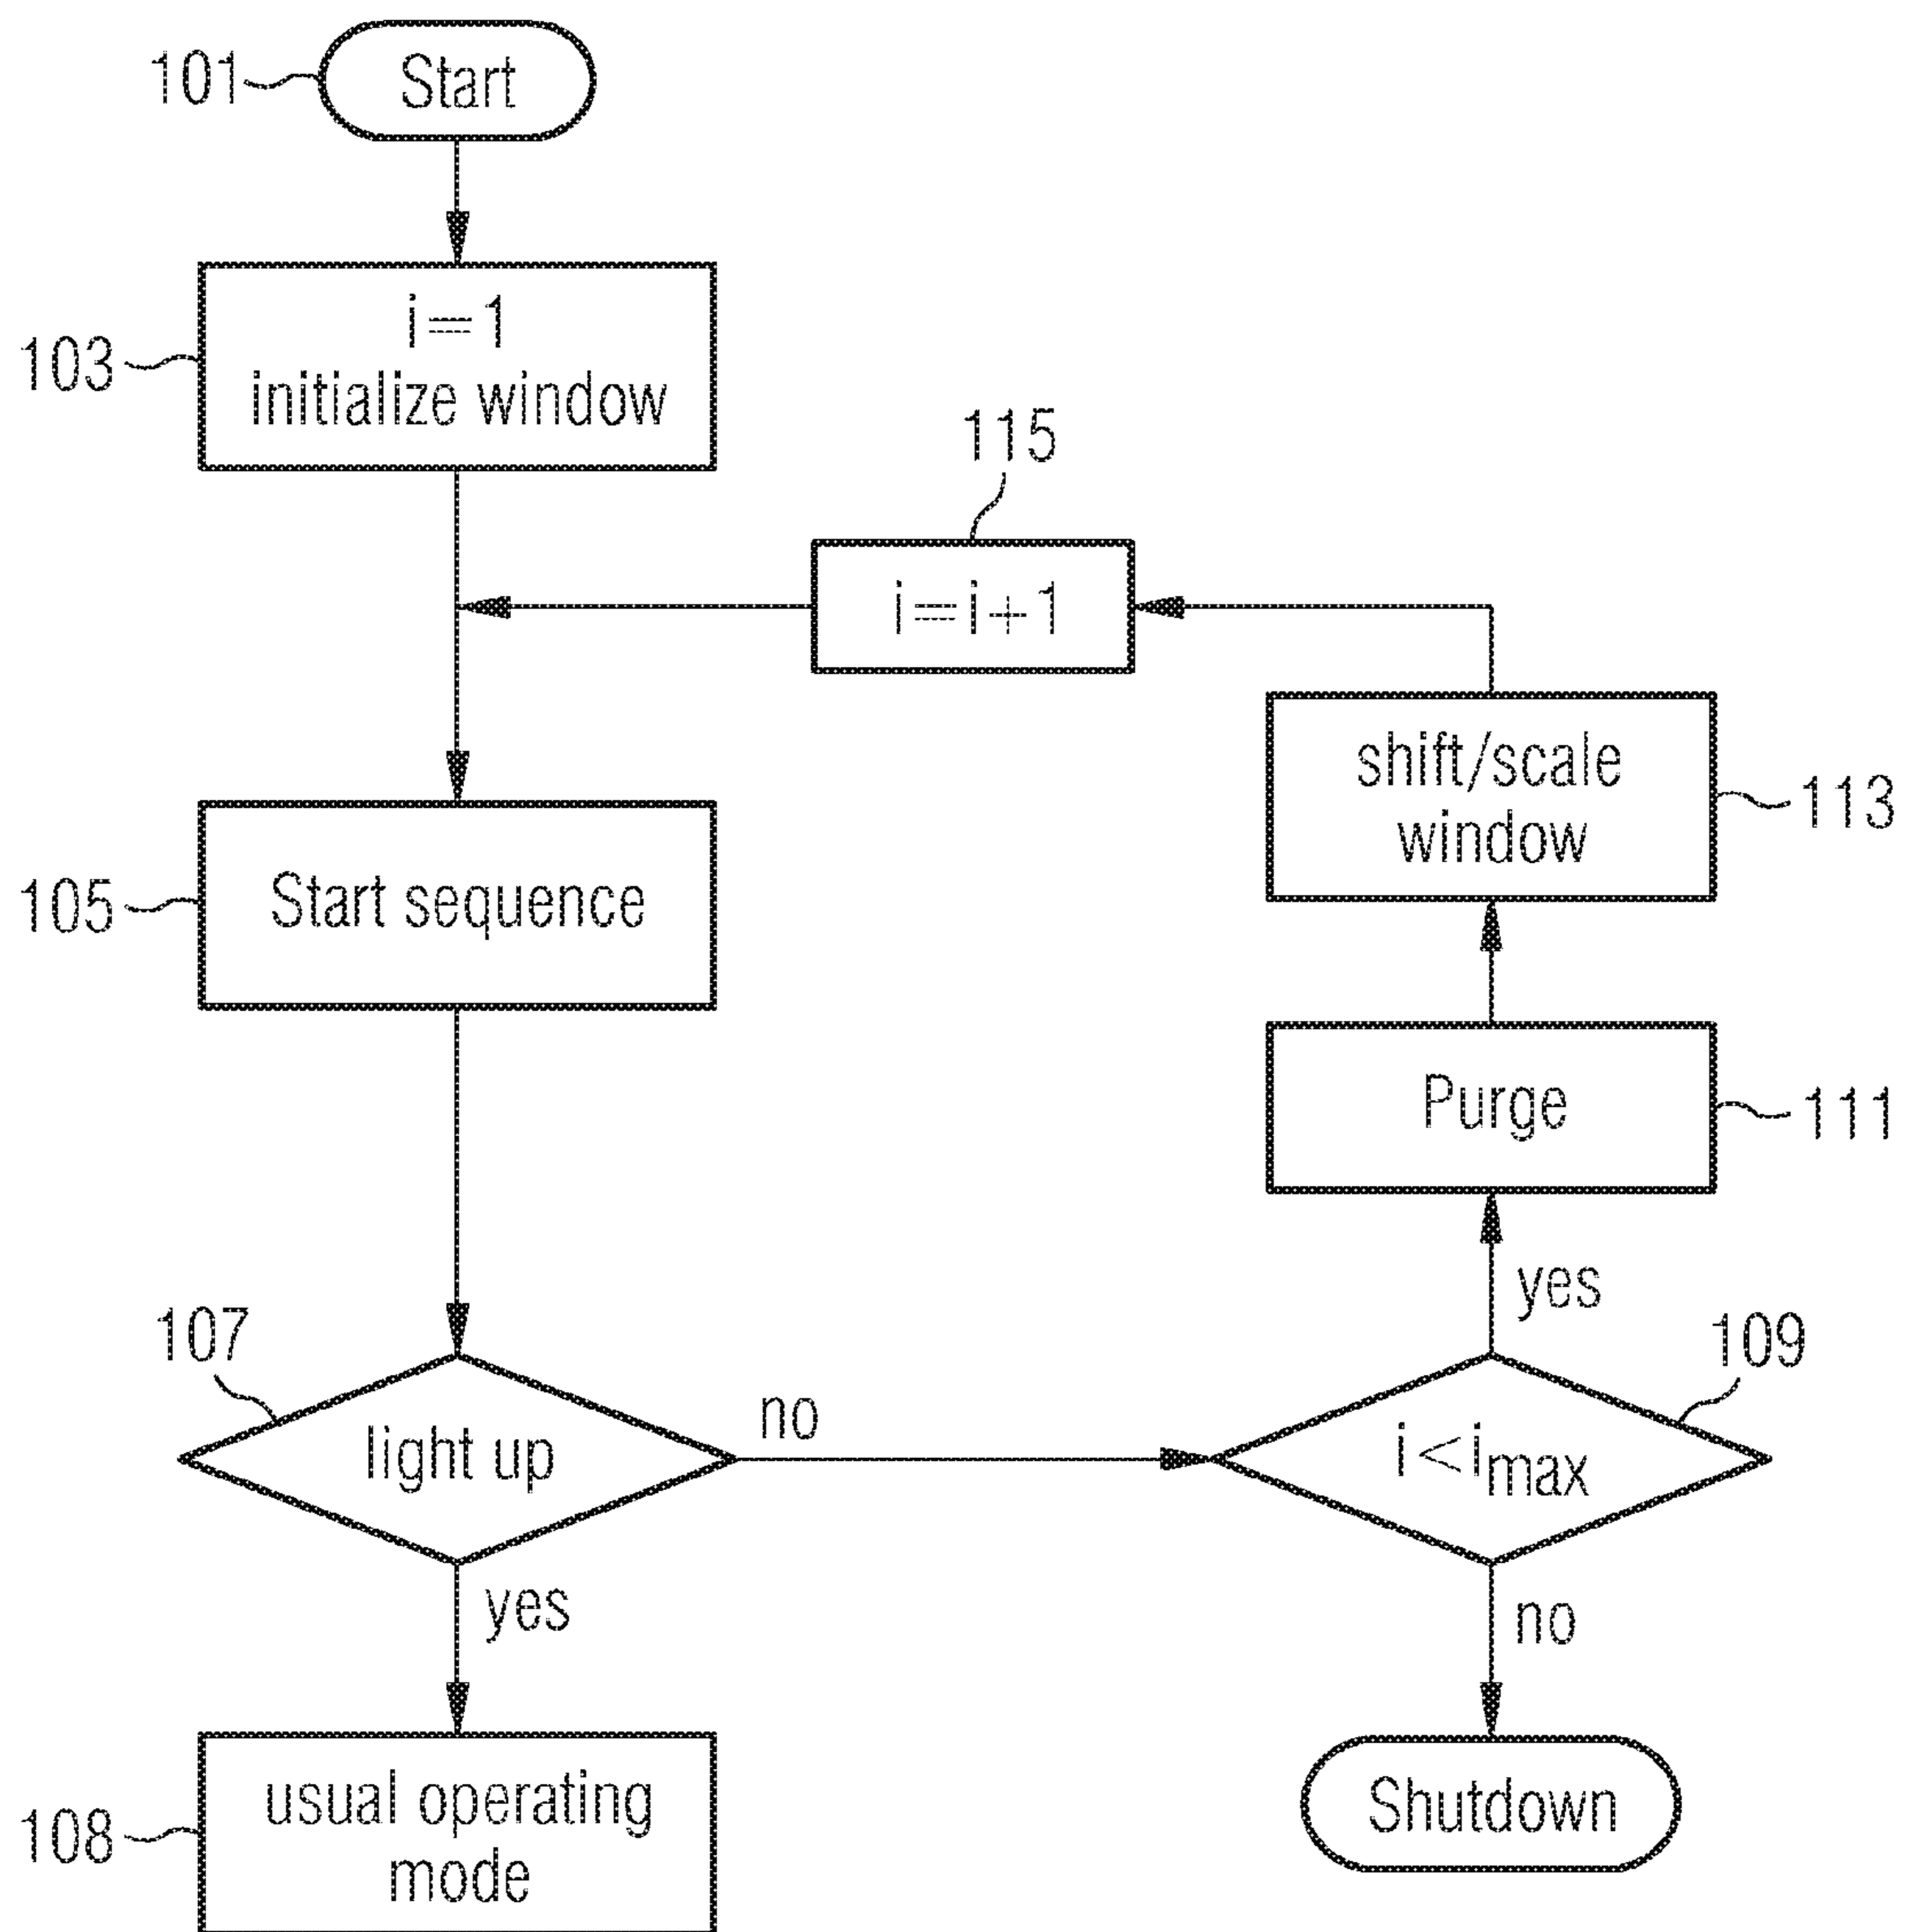 101
Start
i=1
103
initialize window
115
i=i+1
shift/scale
window
113
105
Start sequence
Purge
111
yes
107
109
light up
no
i<imax
yes
no
108
usual operating
mode
Shutdown